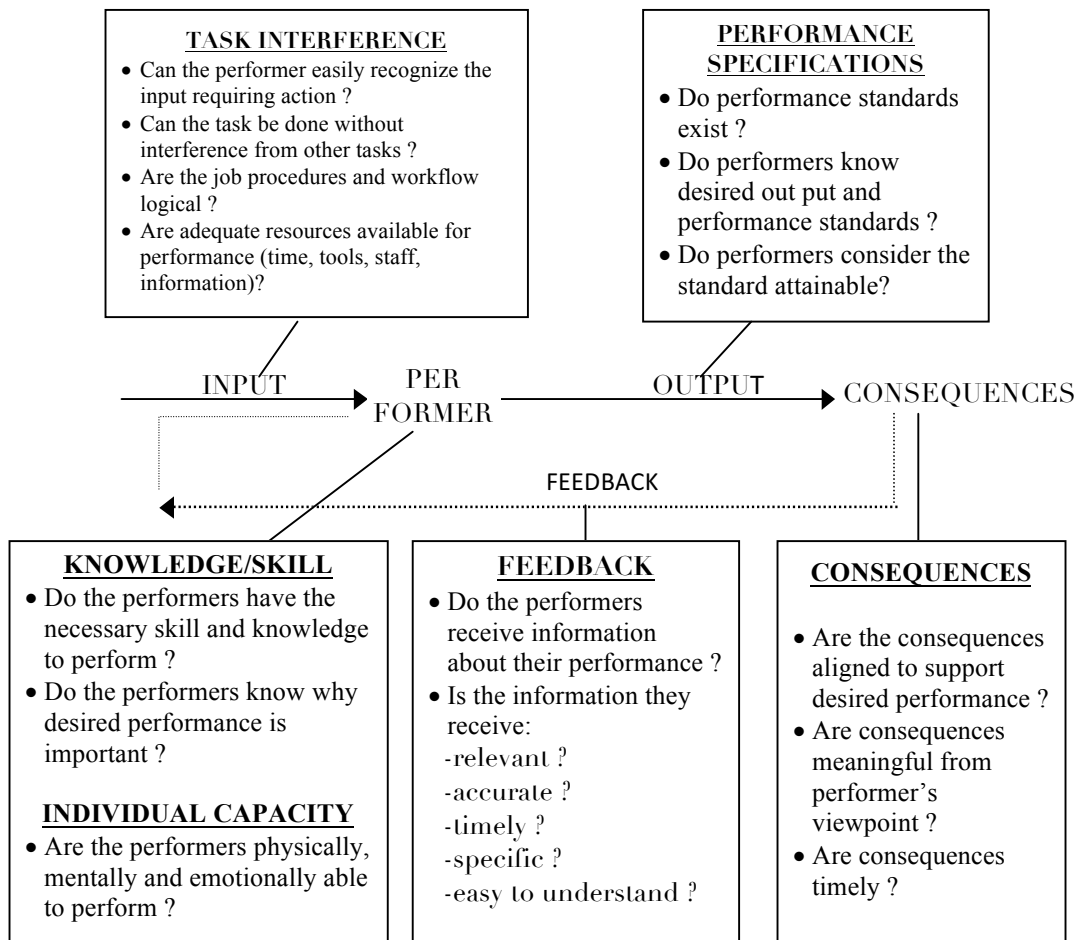 TASK INTERFERENCE
• Can the performer easily recognize the
input requiring action ?
• Can the task be done without
interference from other tasks ?
• Are the job procedures and workflow
logical ?
• Are adequate resources available for
performance (time, tools, staff,
information)?
PERFORMANCE
SPECIFICATIONS
• Do performance standards
exist ?
• Do performers know
desired out put and
performance standards ?
• Do performers consider the
standard attainable?
INPUT
PER
FORMER
OUTPUT
CONSEQUENCES
FEEDBACK
KNOWLEDGE/SKILL
• Do the performers have the
necessary skill and knowledge
to perform ?
• Do the performers know why
desired performance is
important ?
INDIVIDUAL CAPACITY
• Are the performers physically,
mentally and emotionally able
to perform ?
FEEDBACK
• Do the performers
receive information
about their performance ?
• Is the information they
receive:
-relevant ?
-accurate ?
-timely ?
-specific ?
-easy to understand ?
CONSEQUENCES
• Are the consequences
aligned to support
desired performance ?
• Are consequences
meaningful from
performer’s
viewpoint ?
• Are consequences
timely ?